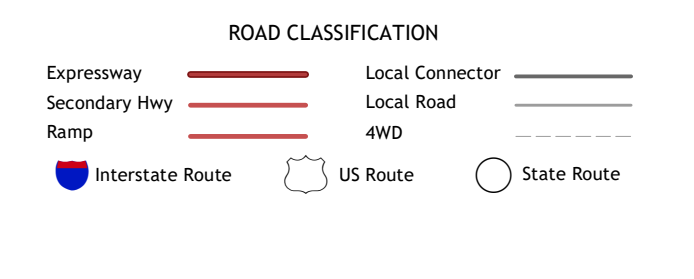 ROAD CLASSIFICATION
Expressway
Local Connector
Secondary Hwy
Local Road
Ramp
4WD
Interstate Route
US Route
State Route